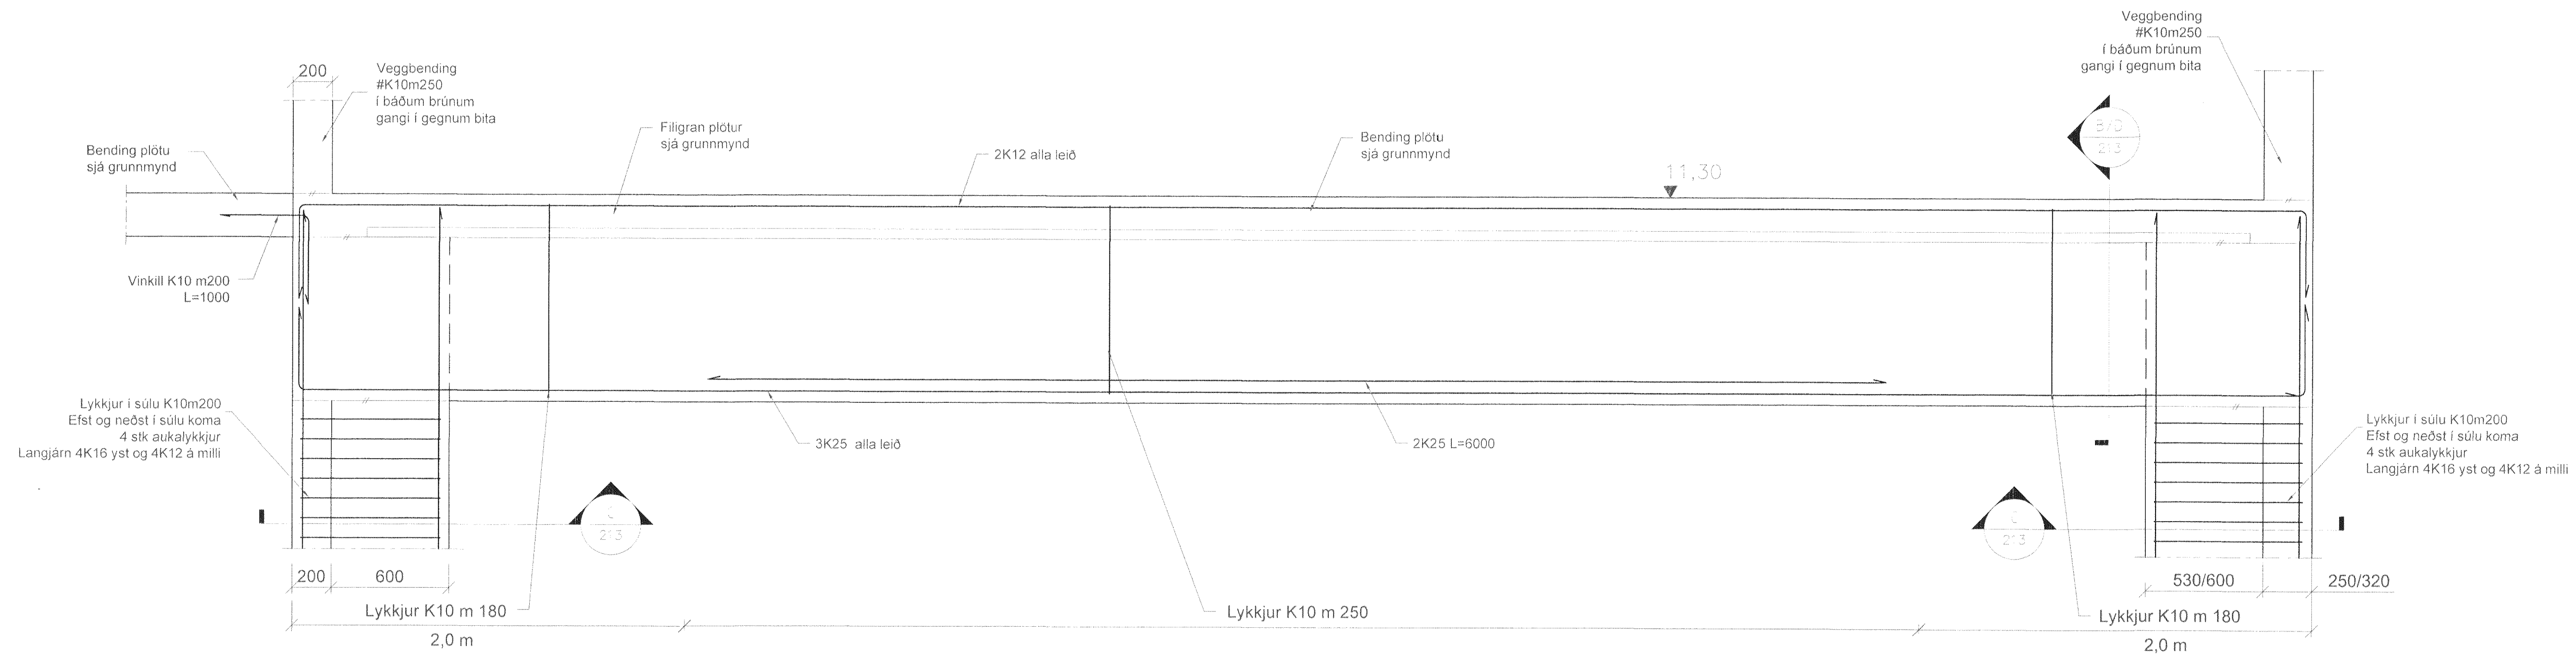 Veggbending
#K10m250
í báðum brúnum
gangi í gegnum bita
200
Veggbending
#K10m250
í báðum brúnum
gangi í gegnum bita
Bending plötu
sjá grunnmynd
Filigran plötur
sjá grunnmynd
2K12 alla leið
Bending plötu
sjá grunnmynd
11,30
B/D
213
Vinkill K10 m200
L=1000
Lykkjur í súlu K10m200
Efst og neðst í súlu koma
4 stk aukalykkjur
Langjárn 4K16 yst og 4K12 á milli
3K25 alla leið
2K25 L=6000
Lykkjur í súlu K10m200
Efst og neðst í súlu koma
4 stk aukalykkjur
Langjárn 4K16 yst og 4K12 á milli
C
213
C
213
200
600
530/600
250/320
Lykkjur K10 m 180
Lykkjur K10 m 250
Lykkjur K10 m 180
2,0 m
2,0 m